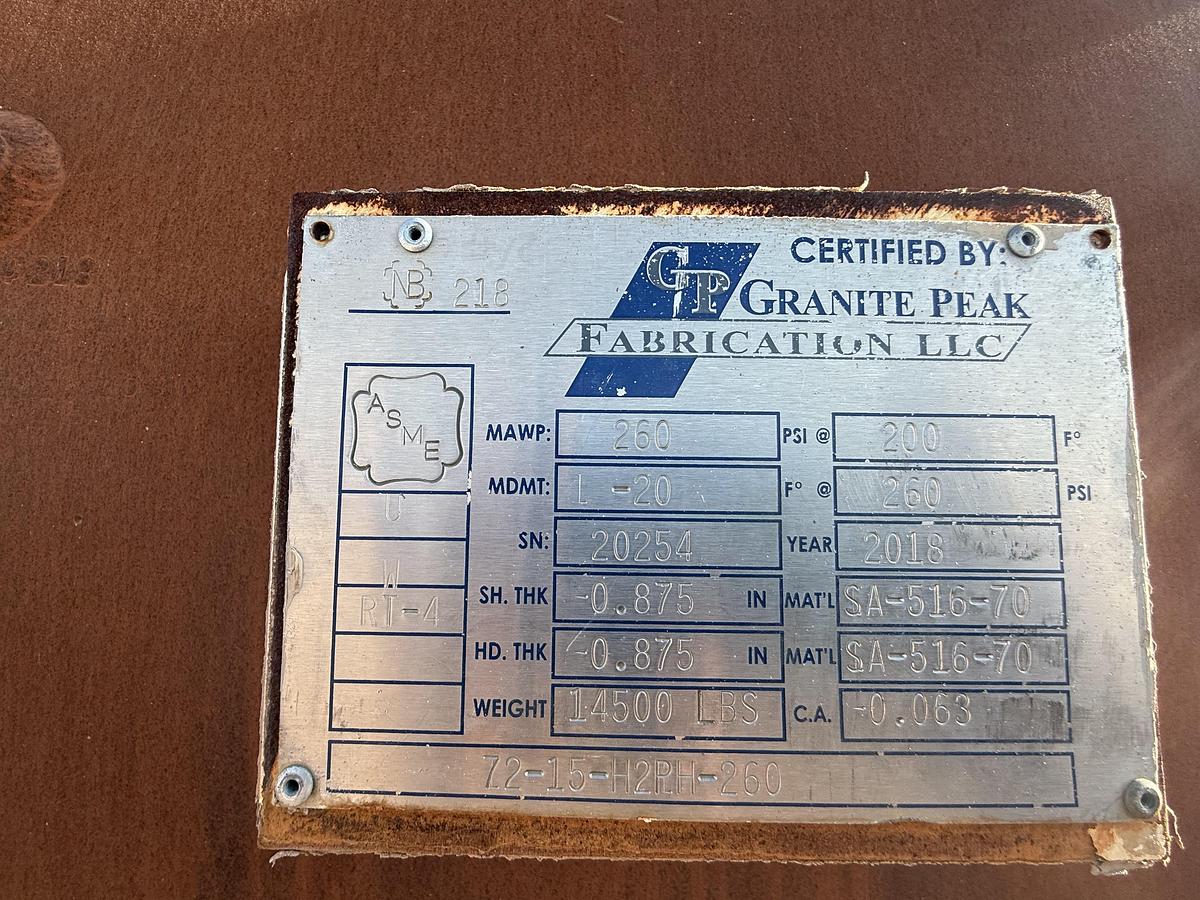 NB 218
CERTIFIED BY:
GP GRANITE PEAK
FABRICATION LLC
ASME
U
W
RT-4
MAWP: 260 PSI @ 200 F°
MDMT: -20 F° @ 260 PSI
SN: 20254 YEAR 2018
SH. THK 0.875 IN MAT'L SA-516-70
HD. THK 0.875 IN MAT'L SA-516-70
WEIGHT 14500 LBS C.A. 0.063
72-15-H2RH-260